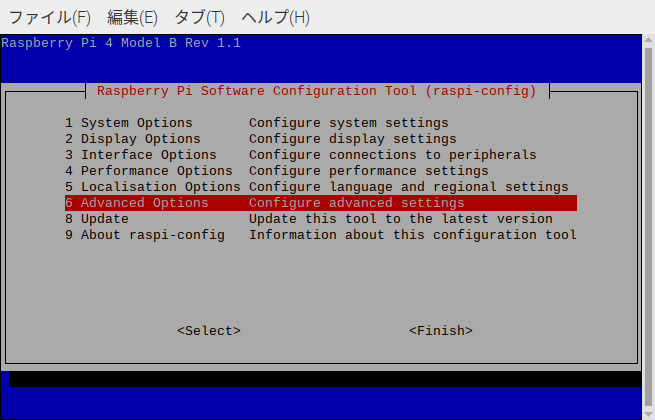 ファイル(F) 編集(E) タブ(T) ヘルプ(H)
Raspberry Pi 4 Model B Rev 1.1
Raspberry Pi Software Configuration Tool (raspi-config)
1 System Options Configure system settings
2 Display Options Configure display settings
3 Interface Options Configure connections to peripherals
4 Performance Options Configure performance settings
5 Localisation Options Configure language and regional settings
6 Advanced Options Configure advanced settings
8 Update Update this tool to the latest version
9 About raspi-config Information about this configuration tool
<Select> <Finish>